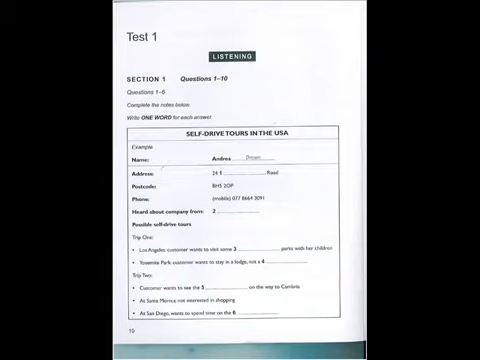 Test 1
LISTENING
SECTION 1 Questions 1–10
Questions 1–6
Complete the notes below.
Write ONE WORD for each answer.
SELF-DRIVE TOURS IN THE USA
Example
Name: Andrea Brown
Address: 24 1 Road
Postcode: BH5 2OP
Phone: (mobile) 077 8664 3091
Heard about company from: 2
Possible self-drive tours
Trip One:
• Los Angeles: customer wants to visit some 3 parks with her children
• Yosemite Park: customer wants to stay in a lodge, not a 4
Trip Two:
• Customer wants to see the 5 on the way to Cambria
• At Santa Monica: not interested in shopping
• At San Diego, wants to spend time on the 6
10